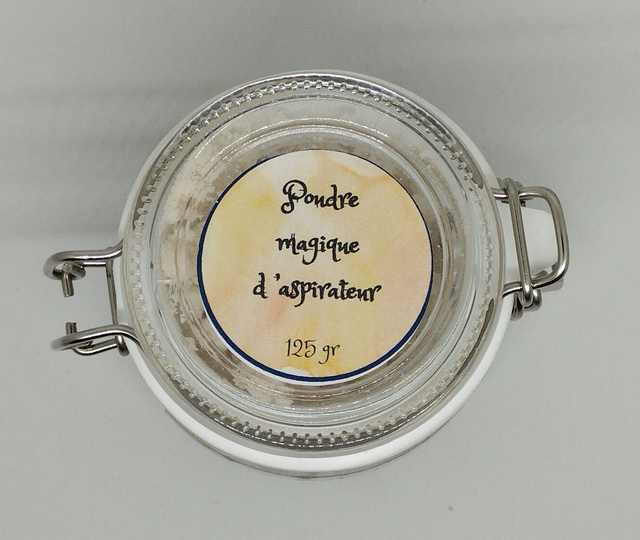 Poudre
magique
d'aspirateur
125 gr